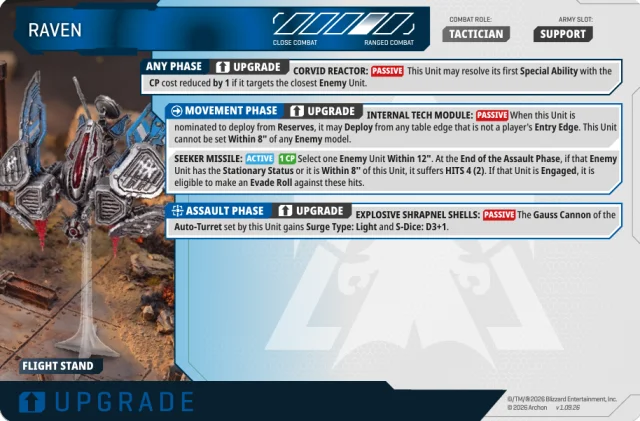 RAVEN
CLOSE COMBAT RANGED COMBAT
COMBAT ROLE:
TACTICIAN
ARMY SLOT:
SUPPORT
ANY PHASE UPGRADE CORVID REACTOR: PASSIVE This Unit may resolve its first Special Ability with the
CP cost reduced by 1 if it targets the closest Enemy Unit.
MOVEMENT PHASE UPGRADE INTERNAL TECH MODULE: PASSIVE When this Unit is
nominated to deploy from Reserves, it may Deploy from any table edge that is not a player's Entry Edge. This Unit
cannot be set Within 8" of any Enemy model.
SEEKER MISSILE: ACTIVE 1 CP Select one Enemy Unit Within 12". At the End of the Assault Phase, if that Enemy
Unit has the Stationary Status or it is Within 8" of this Unit, it suffers HITS 4 (2). If that Unit is Engaged, it is
eligible to make an Evade Roll against these hits.
ASSAULT PHASE UPGRADE EXPLOSIVE SHRAPNEL SHELLS: PASSIVE The Gauss Cannon of the
Auto-Turret set by this Unit gains Surge Type: Light and S-Dice: D3+1.
FLIGHT STAND
UPGRADE
©/TM/®2026 Blizzard Entertainment, Inc.
© 2026 Archon v 1.09.26